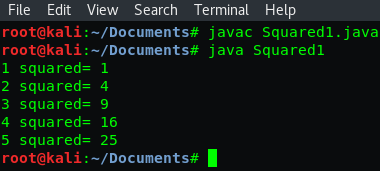 File Edit View Search Terminal Help
root@kali:~/Documents# javac Squared1.java
root@kali:~/Documents# java Squared1
1 squared= 1
2 squared= 4
3 squared= 9
4 squared= 16
5 squared= 25
root@kali:~/Documents#